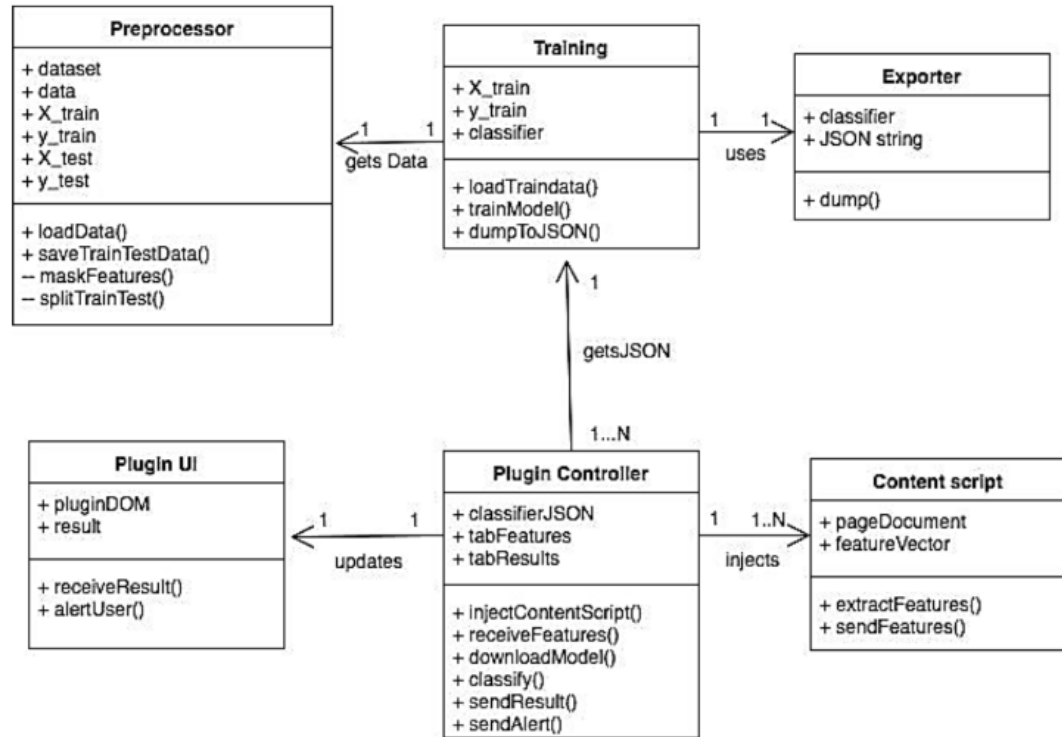 Preprocessor
+ dataset
+ data
+ X_train
+ y_train
+ X_test
+ y_test
+ loadData()
+ saveTrainTestData()
– maskFeatures()
– splitTrainTest()
1 1
gets Data
Training
+ X_train
+ y_train
+ classifier
+ loadTraindata()
+ trainModel()
+ dumpToJSON()
1 1
uses
Exporter
+ classifier
+ JSON string
+ dump()
1
getsJSON
1...N
Plugin UI
+ pluginDOM
+ result
+ receiveResult()
+ alertUser()
1 1
updates
Plugin Controller
+ classifierJSON
+ tabFeatures
+ tabResults
+ injectContentScript()
+ receiveFeatures()
+ downloadModel()
+ classify()
+ sendResult()
+ sendAlert()
1 1..N
injects
Content script
+ pageDocument
+ featureVector
+ extractFeatures()
+ sendFeatures()